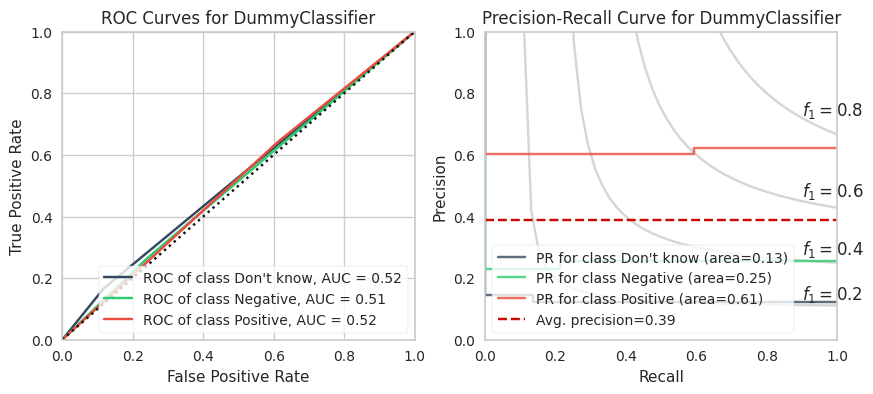 ROC Curves for DummyClassifier
True Positive Rate
1.0
0.8
0.6
0.4
0.2
0.0
ROC of class Don't know, AUC = 0.52
ROC of class Negative, AUC = 0.51
ROC of class Positive, AUC = 0.52
0.0 0.2 0.4 0.6 0.8 1.0
False Positive Rate
Precision-Recall Curve for DummyClassifier
Precision
1.0
0.8
0.6
0.4
0.2
0.0
f1 = 0.8
f1 = 0.6
f1 = 0.4
f1 = 0.2
PR for class Don't know (area=0.13)
PR for class Negative (area=0.25)
PR for class Positive (area=0.61)
Avg. precision=0.39
0.0 0.2 0.4 0.6 0.8 1.0
Recall